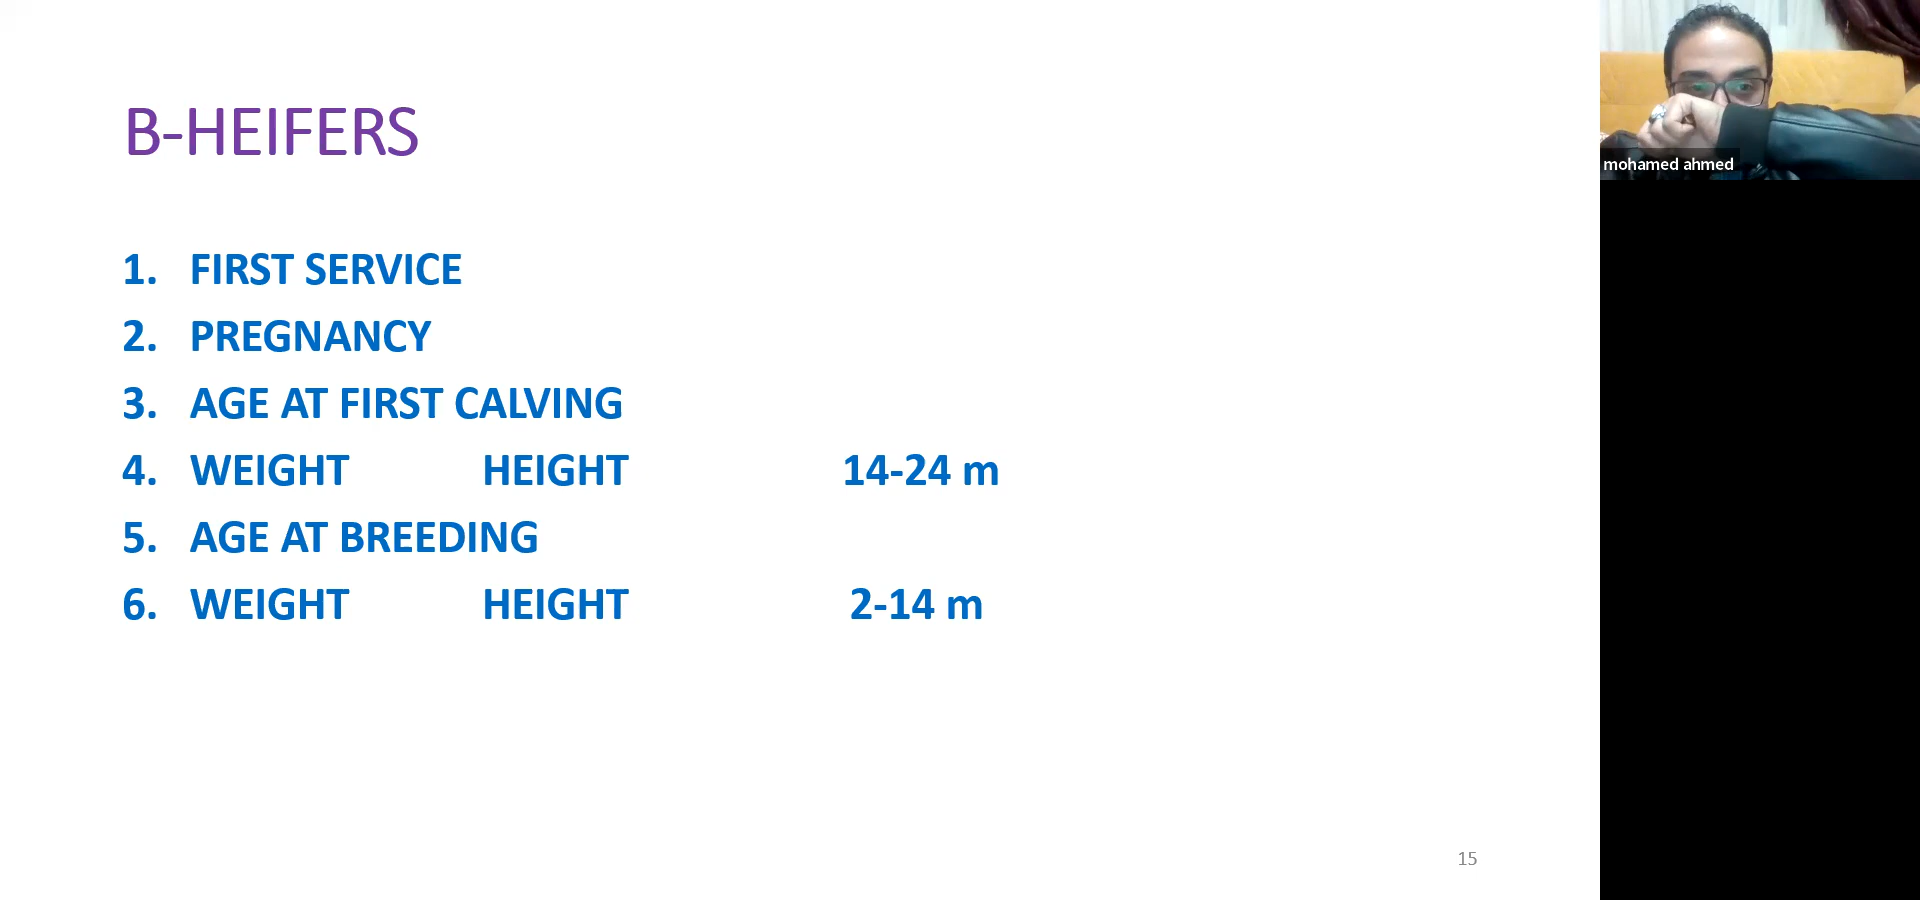 B-HEIFERS
1. FIRST SERVICE
2. PREGNANCY
3. AGE AT FIRST CALVING
4. WEIGHT HEIGHT 14-24 m
5. AGE AT BREEDING
6. WEIGHT HEIGHT 2-14 m
15
mohamed ahmed